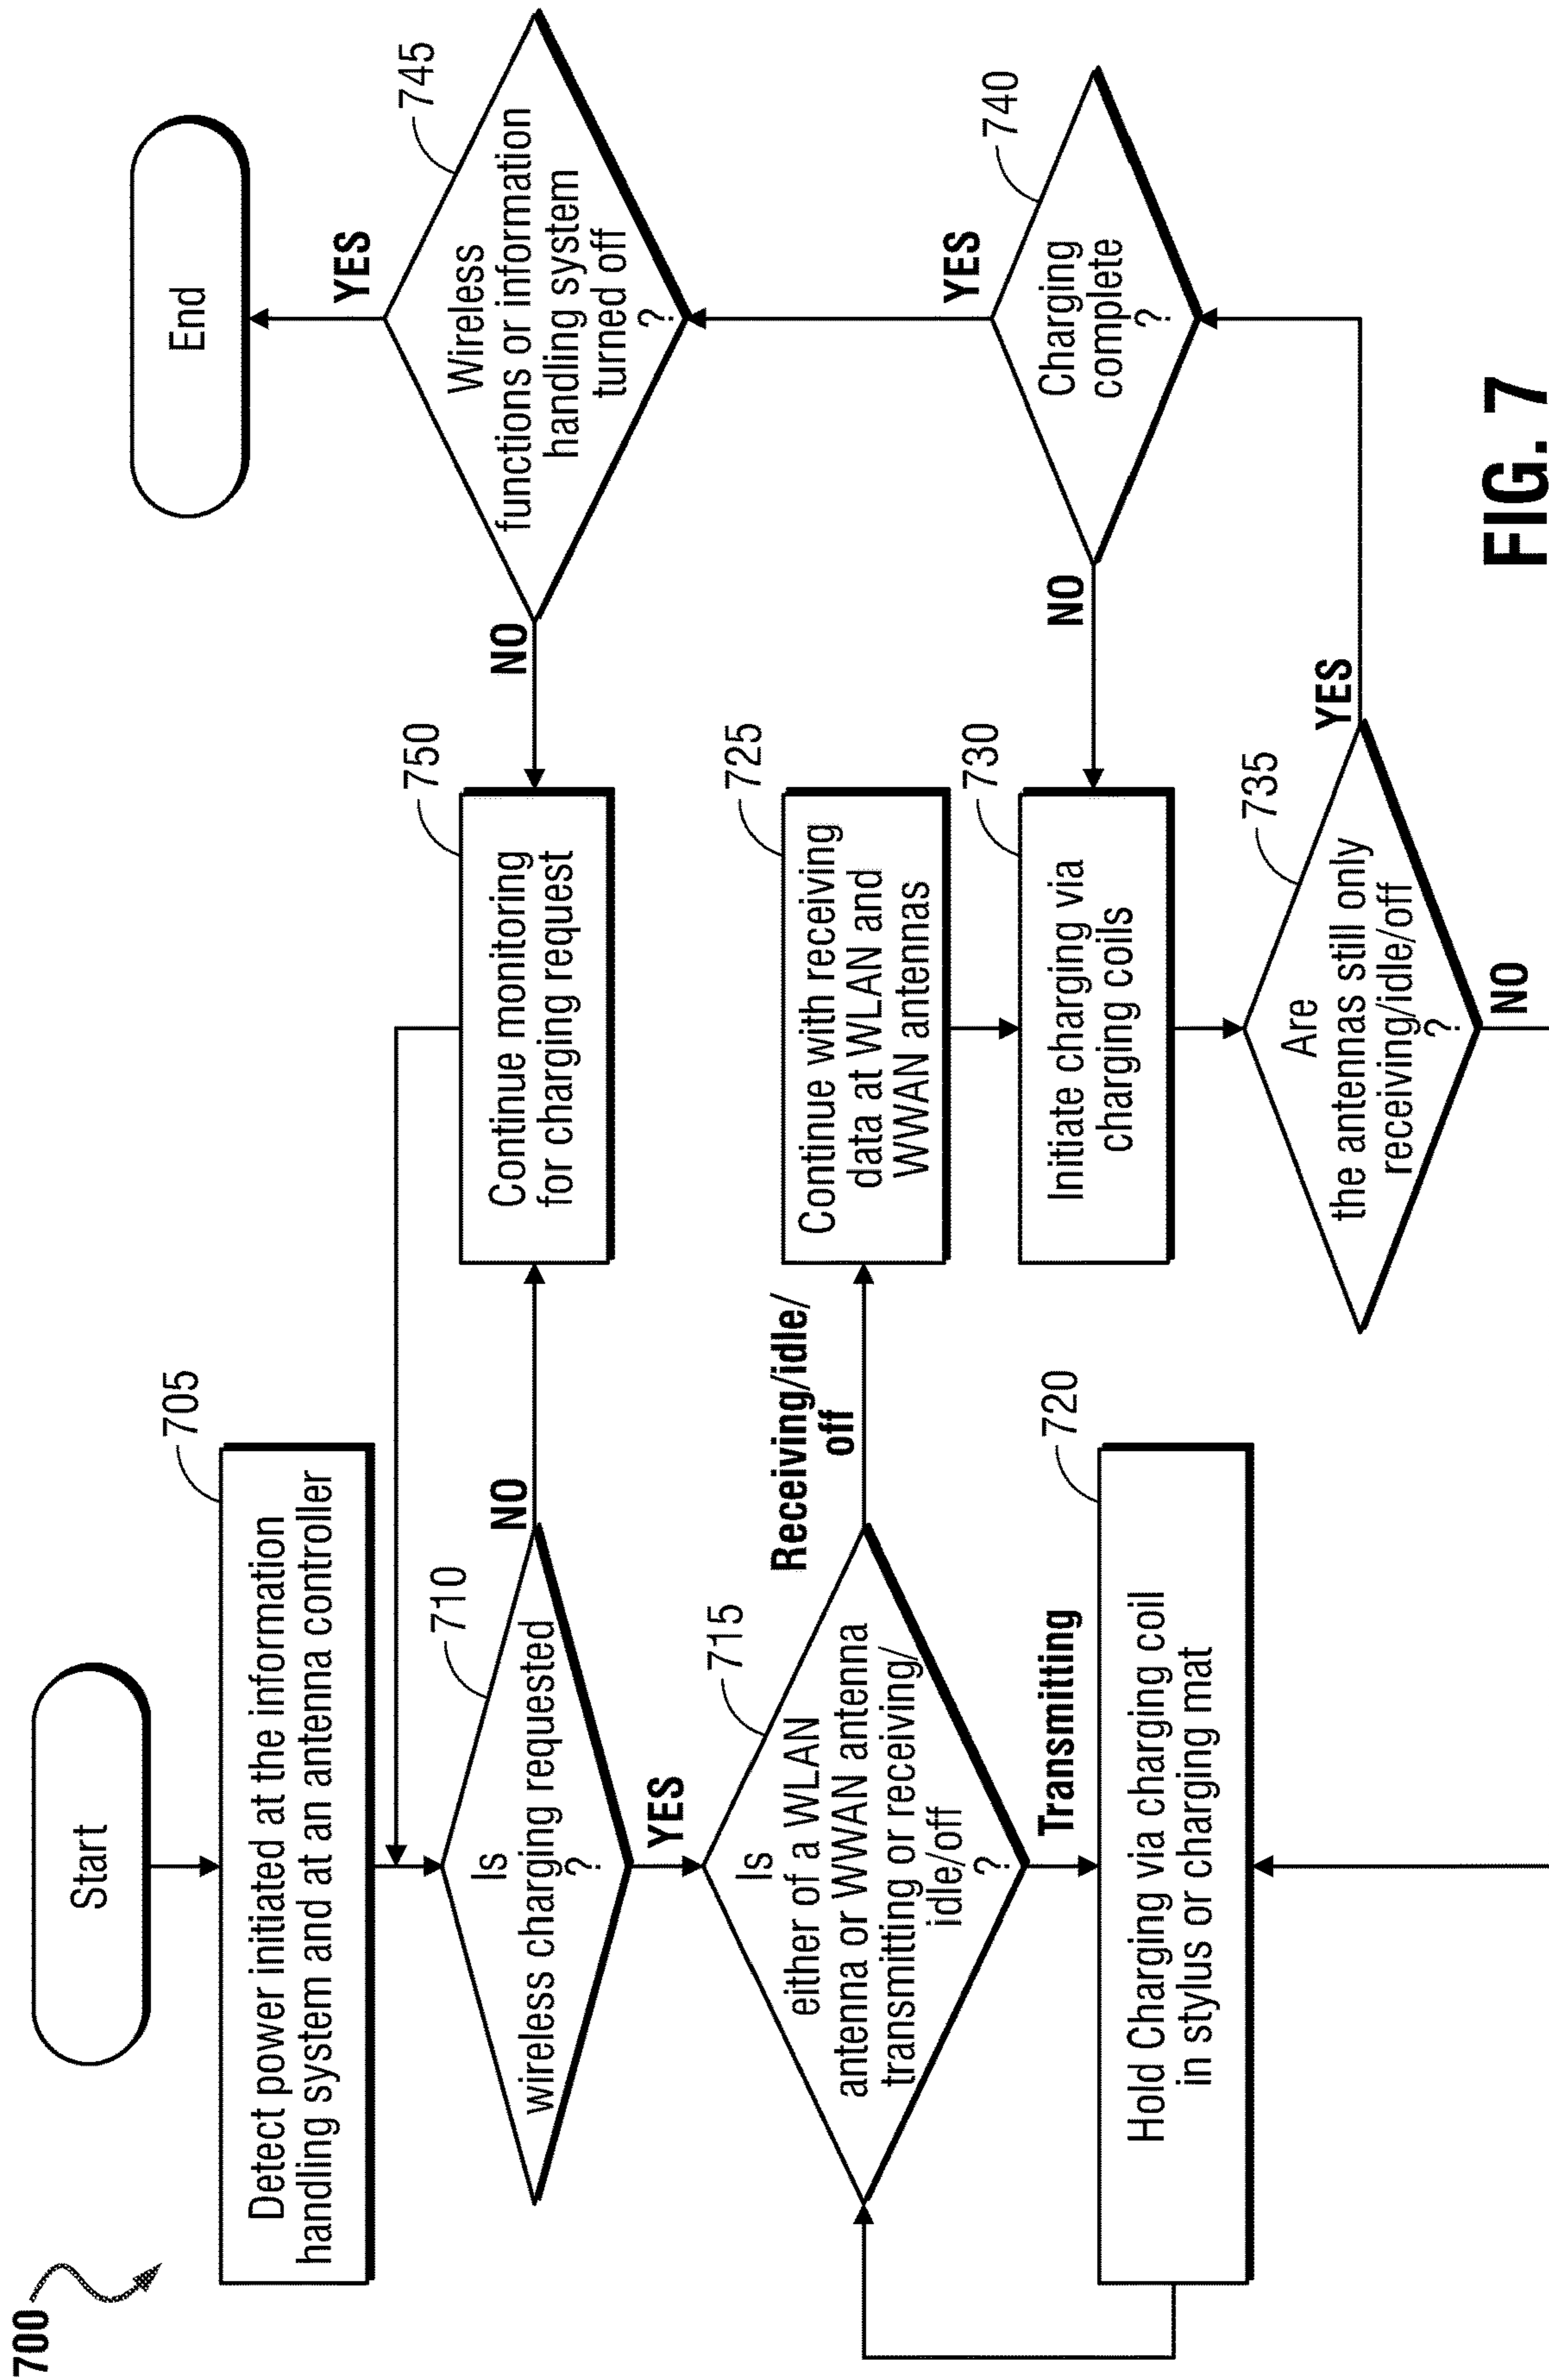 700
Start
705
Detect power initiated at the information
handling system and at an antenna controller
710
Is
wireless charging requested
?
NO
YES
715
Is
either of a WLAN
antenna or WWAN antenna
transmitting or receiving/
idle/off
?
Receiving/idle/
off
Transmitting
720
Hold Charging via charging coil
in stylus or charging mat
750
Continue monitoring
for charging request
725
Continue with receiving
data at WLAN and
WWAN antennas
730
Initiate charging via
charging coils
735
Are
the antennas still only
receiving/idle/off
?
YES
NO
End
YES
745
Wireless
functions or information
handling system
turned off
?
NO
YES
740
Charging
complete
?
NO
FIG. 7